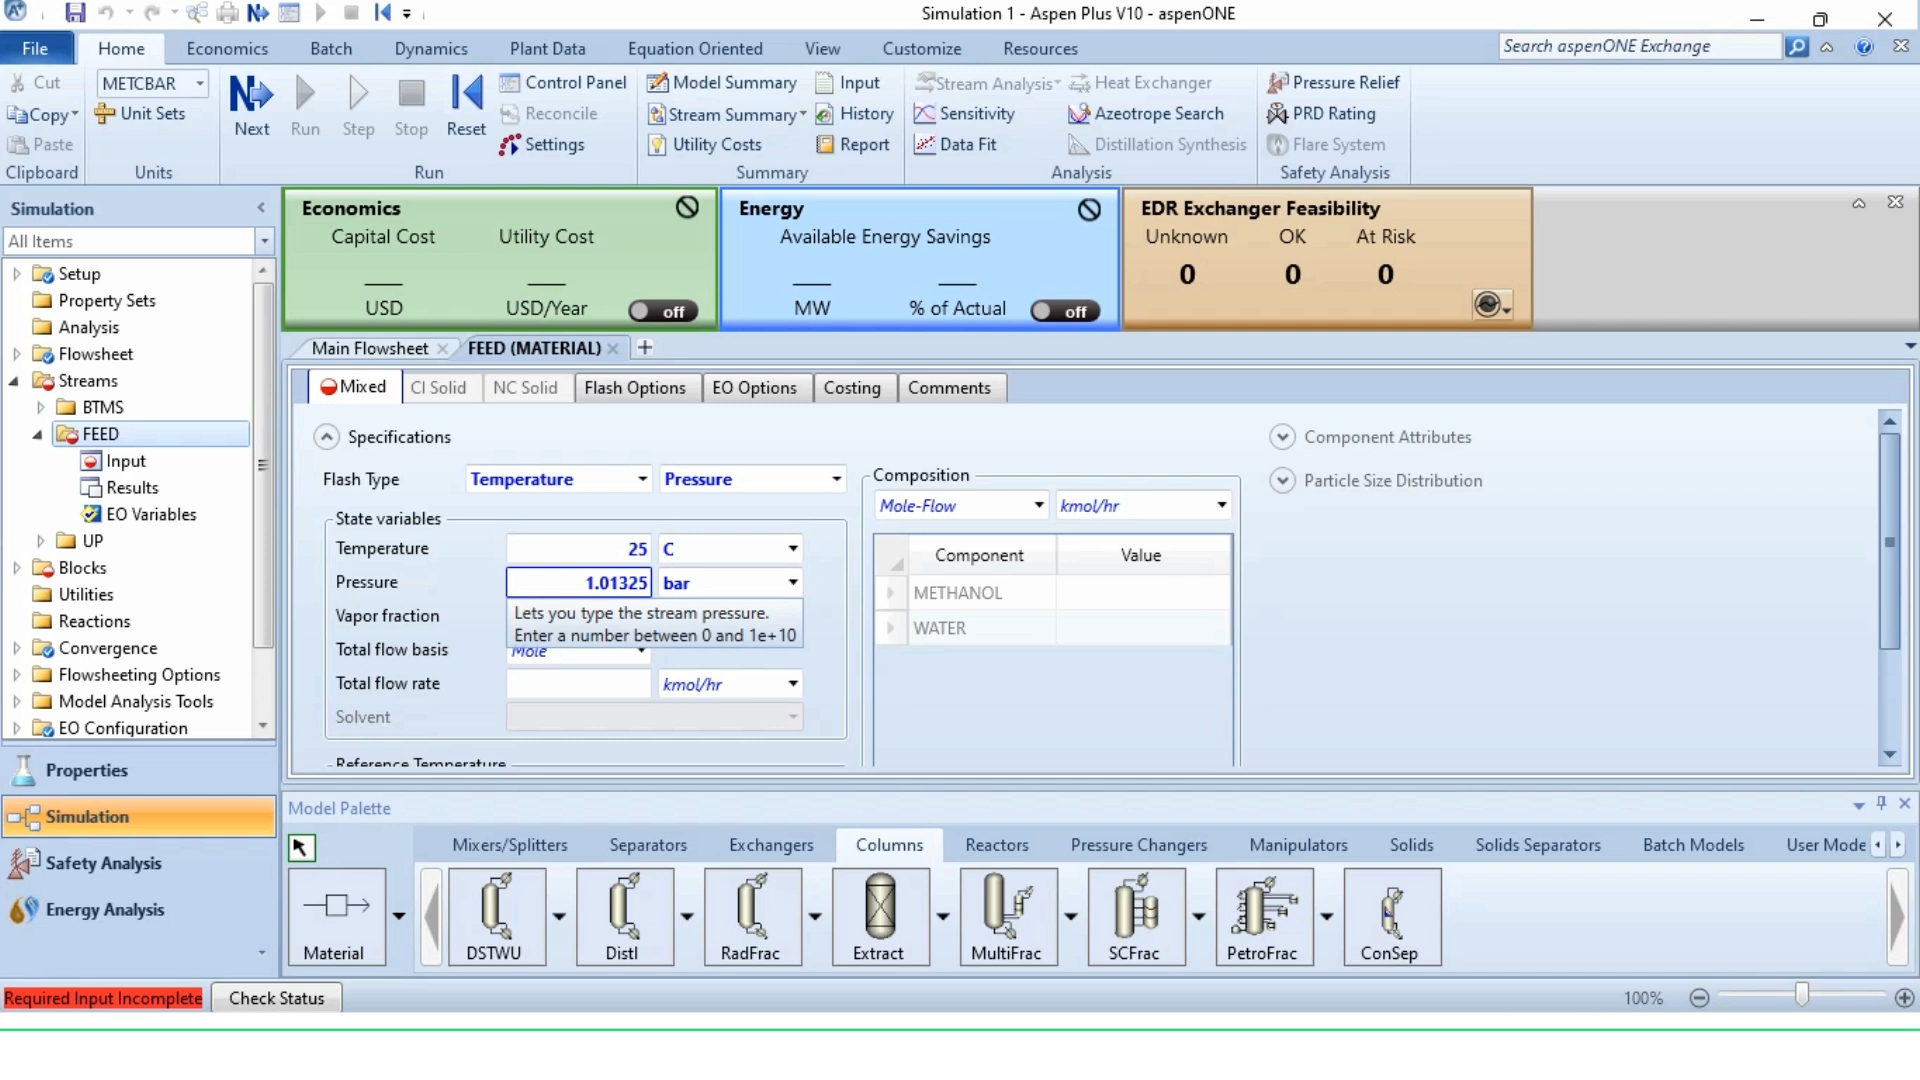 Simulation 1 - Aspen Plus V10 - aspenONE
File Home Economics Batch Dynamics Plant Data Equation Oriented View Customize Resources Search aspenONE Exchange
Cut METCBAR Control Panel Model Summary Input Stream Analysis Heat Exchanger Pressure Relief
Copy Unit Sets Next Run Step Stop Reset Reconcile Stream Summary History Sensitivity Azeotrope Search PRD Rating
Paste Settings Utility Costs Report Data Fit Distillation Synthesis Flare System
Clipboard Units Run Summary Analysis Safety Analysis
Simulation
All Items
Setup
Property Sets
Analysis
Flowsheet
Streams
BTMS
FEED
Input
Results
EO Variables
UP
Blocks
Utilities
Reactions
Convergence
Flowsheeting Options
Model Analysis Tools
EO Configuration
Properties
Simulation
Safety Analysis
Energy Analysis
Economics
Capital Cost Utility Cost
USD USD/Year off
Energy
Available Energy Savings
MW % of Actual off
EDR Exchanger Feasibility
Unknown OK At Risk
0 0 0
Main Flowsheet FEED (MATERIAL)
Mixed CI Solid NC Solid Flash Options EO Options Costing Comments
Specifications
Flash Type Temperature Pressure
State variables
Temperature 25 C
Pressure 1.01325 bar
Vapor fraction
Lets you type the stream pressure.
Enter a number between 0 and 1e+10
Total flow basis Mole
Total flow rate kmol/hr
Solvent
Reference Temperature
Composition
Mole-Flow kmol/hr
Component Value
METHANOL
WATER
Component Attributes
Particle Size Distribution
Model Palette
Mixers/Splitters Separators Exchangers Columns Reactors Pressure Changers Manipulators Solids Solids Separators Batch Models User Mode
Material DSTWU Distl RadFrac Extract MultiFrac SCFrac PetroFrac ConSep
Required Input Incomplete Check Status 100%